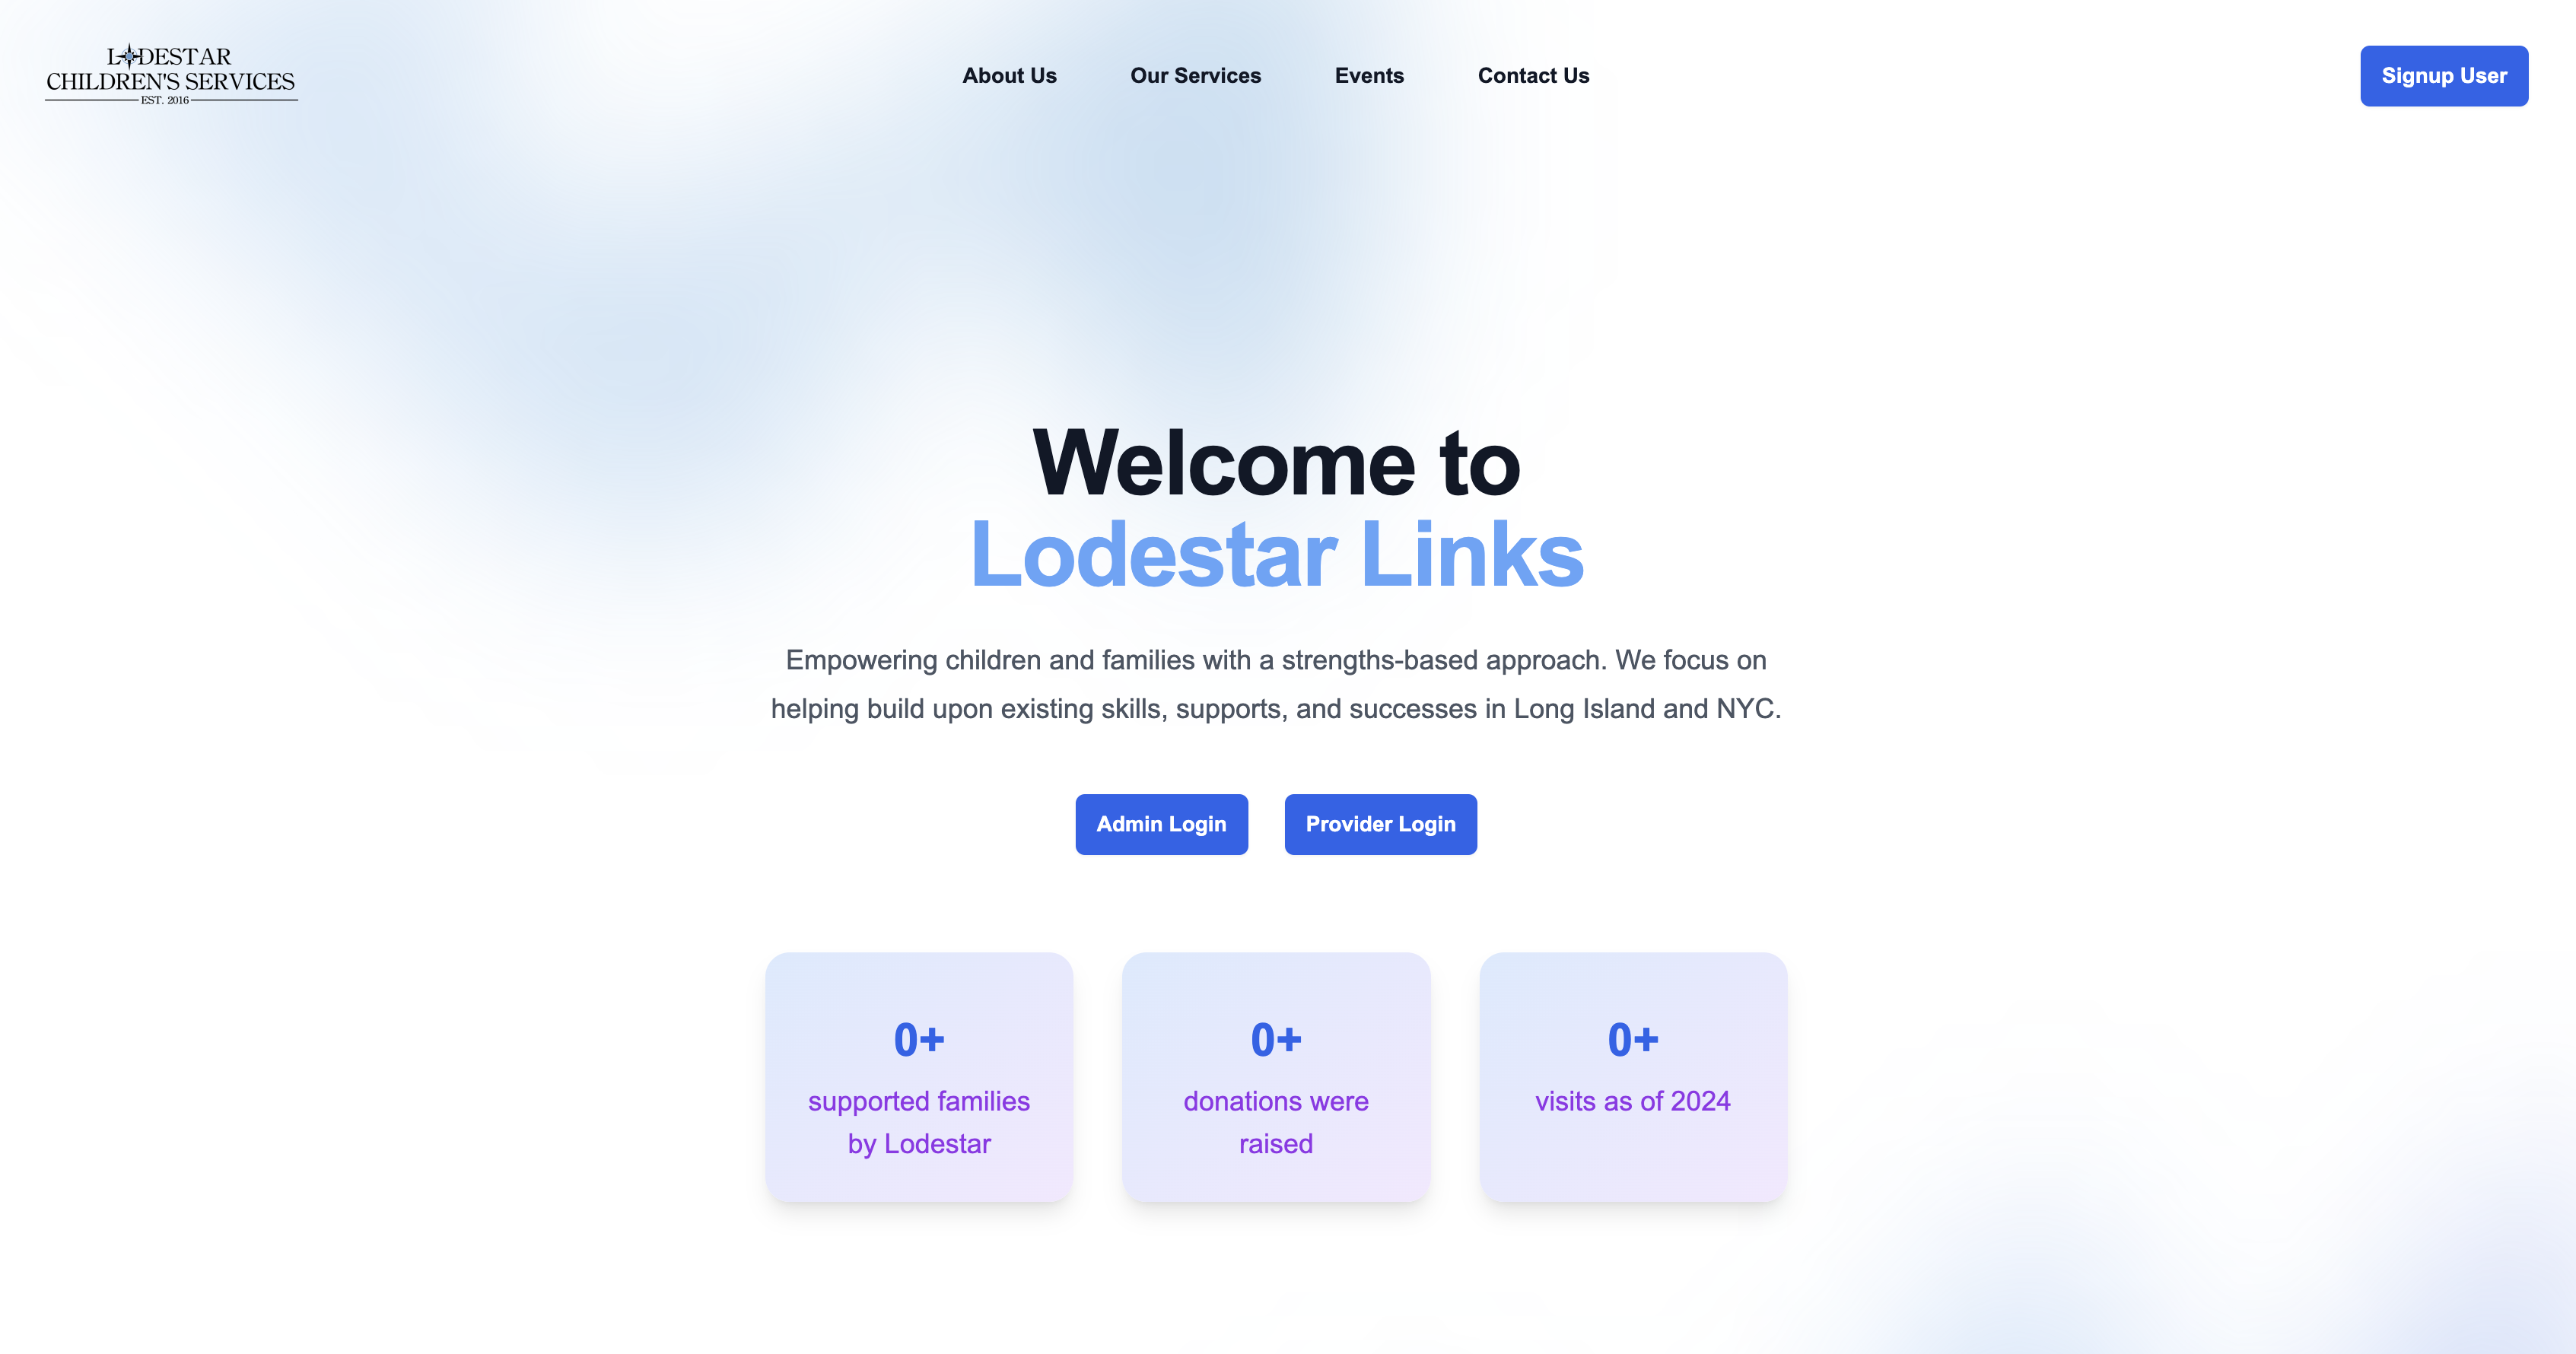 LODESTAR
CHILDREN'S SERVICES
EST. 2016
About Us
Our Services
Events
Contact Us
Signup User
Welcome to
Lodestar Links
Empowering children and families with a strengths-based approach. We focus on
helping build upon existing skills, supports, and successes in Long Island and NYC.
Admin Login
Provider Login
0+
supported families
by Lodestar
0+
donations were
raised
0+
visits as of 2024